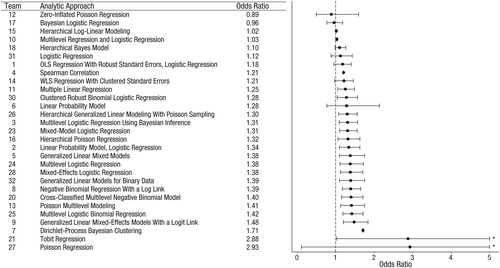 Team Analytic Approach Odds Ratio
12 Zero-Inflated Poisson Regression 0.89
17 Bayesian Logistic Regression 0.96
15 Hierarchical Log-Linear Modeling 1.02
10 Multilevel Regression and Logistic Regression 1.03
18 Hierarchical Bayes Model 1.10
31 Logistic Regression 1.12
1 OLS Regression With Robust Standard Errors, Logistic Regression 1.18
4 Spearman Correlation 1.21
14 WLS Regression With Clustered Standard Errors 1.21
11 Multiple Linear Regression 1.25
30 Clustered Robust Binomial Logistic Regression 1.28
6 Linear Probability Model 1.28
26 Hierarchical Generalized Linear Modeling With Poisson Sampling 1.30
3 Multilevel Logistic Regression Using Bayesian Inference 1.31
23 Mixed-Model Logistic Regression 1.31
16 Hierarchical Poisson Regression 1.32
2 Linear Probability Model, Logistic Regression 1.34
5 Generalized Linear Mixed Models 1.38
24 Multilevel Logistic Regression 1.38
28 Mixed-Effects Logistic Regression 1.38
32 Generalized Linear Models for Binary Data 1.39
8 Negative Binomial Regression With a Log Link 1.39
20 Cross-Classified Multilevel Negative Binomial Model 1.40
13 Poisson Multilevel Modeling 1.41
25 Multilevel Logistic Binomial Regression 1.42
9 Generalized Linear Mixed-Effects Models With a Logit Link 1.48
7 Dirichlet-Process Bayesian Clustering 1.71
21 Tobit Regression 2.88 *
27 Poisson Regression 2.93 *
0 1 2 3 4 5
Odds Ratio